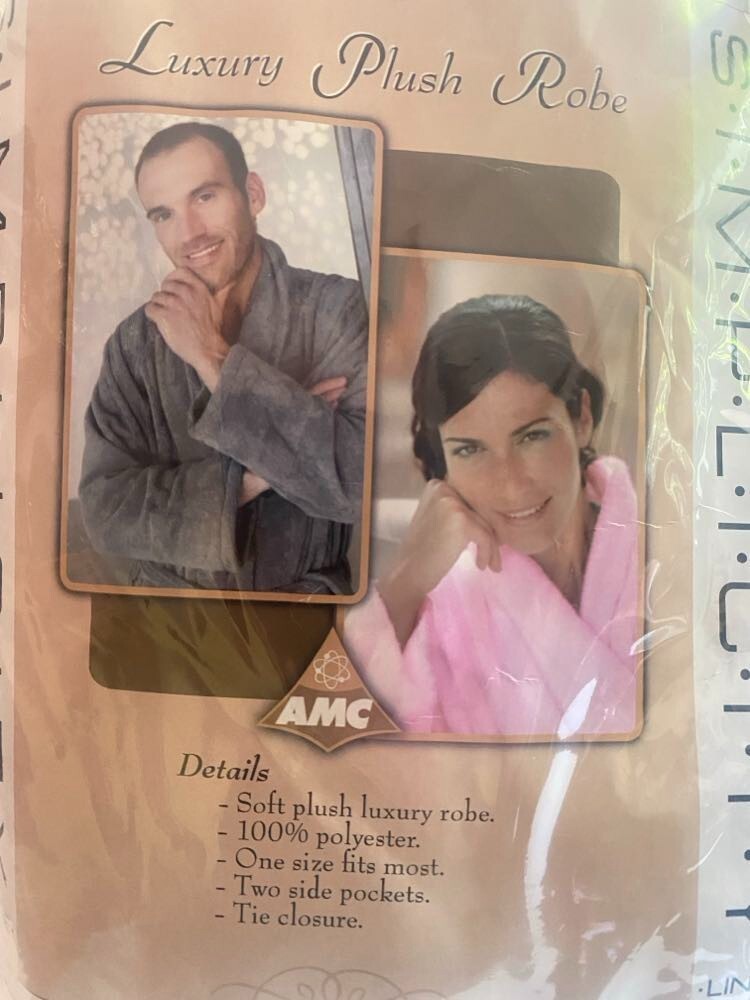 Luxury Plush Robe
AMC
Details
- Soft plush luxury robe.
- 100% polyester.
- One size fits most.
- Two side pockets.
- Tie closure.
S·I·M·P·L·I·C·I·T·Y